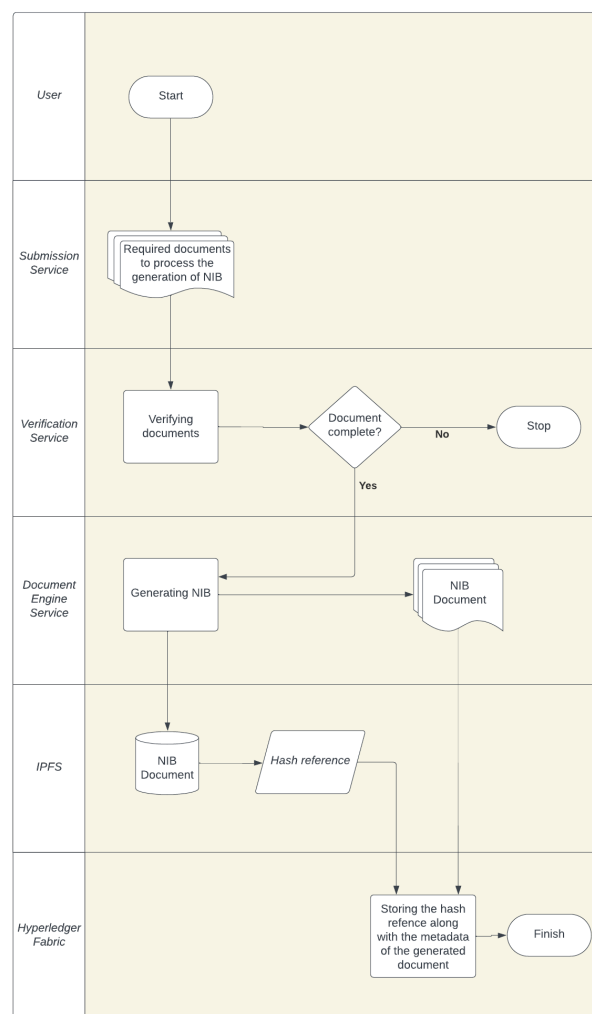 User
Start
Submission
Service
Required documents
to process the
generation of NIB
Verification
Service
Verifying
documents
Document
complete?
No
Stop
Yes
Document
Engine
Service
Generating NIB
NIB
Document
IPFS
NIB
Document
Hash reference
Hyperledger
Fabric
Storing the hash
refence along
with the metadata
of the generated
document
Finish